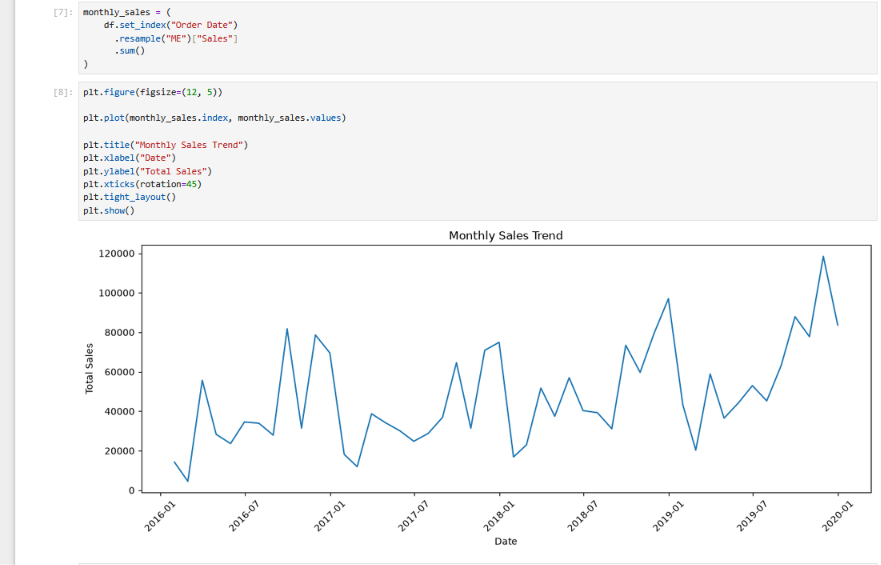 [7]: monthly_sales = (
    df.set_index("Order Date")
      .resample("ME")["Sales"]
      .sum()
)
[8]: plt.figure(figsize=(12, 5))
plt.plot(monthly_sales.index, monthly_sales.values)
plt.title("Monthly Sales Trend")
plt.xlabel("Date")
plt.ylabel("Total Sales")
plt.xticks(rotation=45)
plt.tight_layout()
plt.show()
Monthly Sales Trend
Total Sales
120000
100000
80000
60000
40000
20000
0
2016-01
2016-07
2017-01
2017-07
2018-01
2018-07
2019-01
2019-07
2020-01
Date